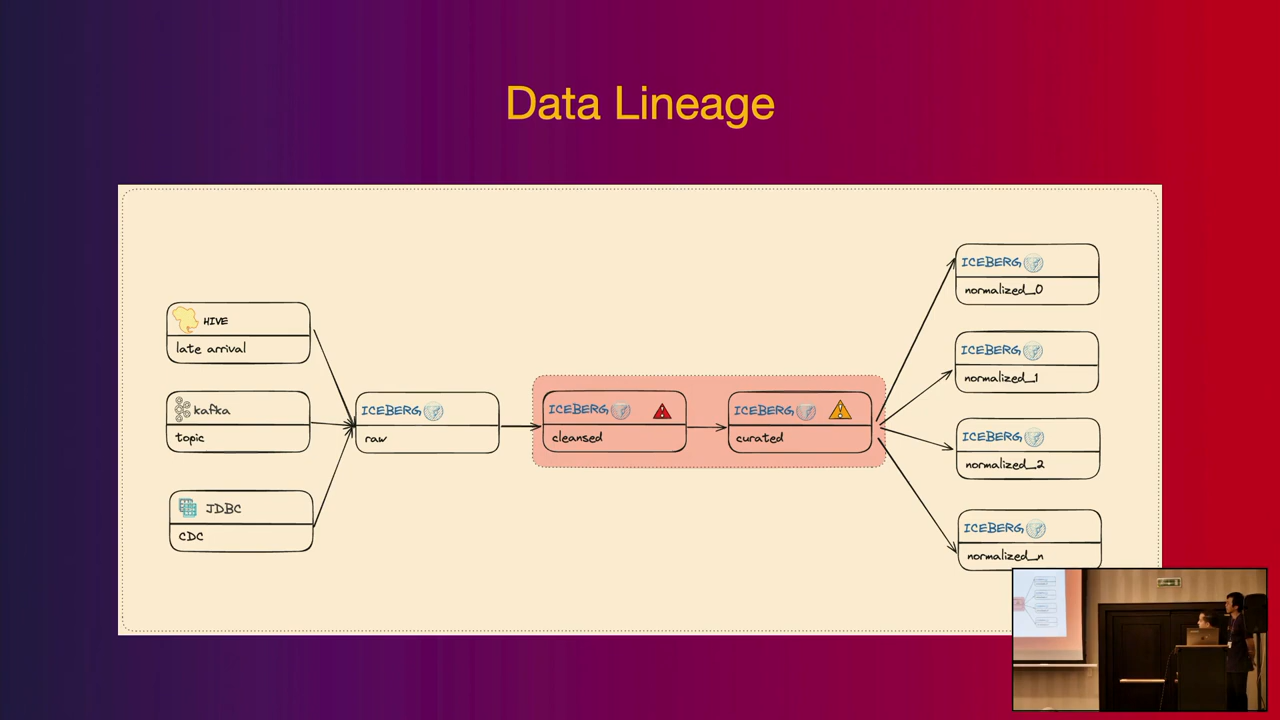 Data Lineage
HIVE
late arrival
kafka
topic
JDBC
CDC
ICEBERG
raw
ICEBERG
cleansed
ICEBERG
curated
ICEBERG
normalized_0
ICEBERG
normalized_1
ICEBERG
normalized_2
ICEBERG
normalized_n